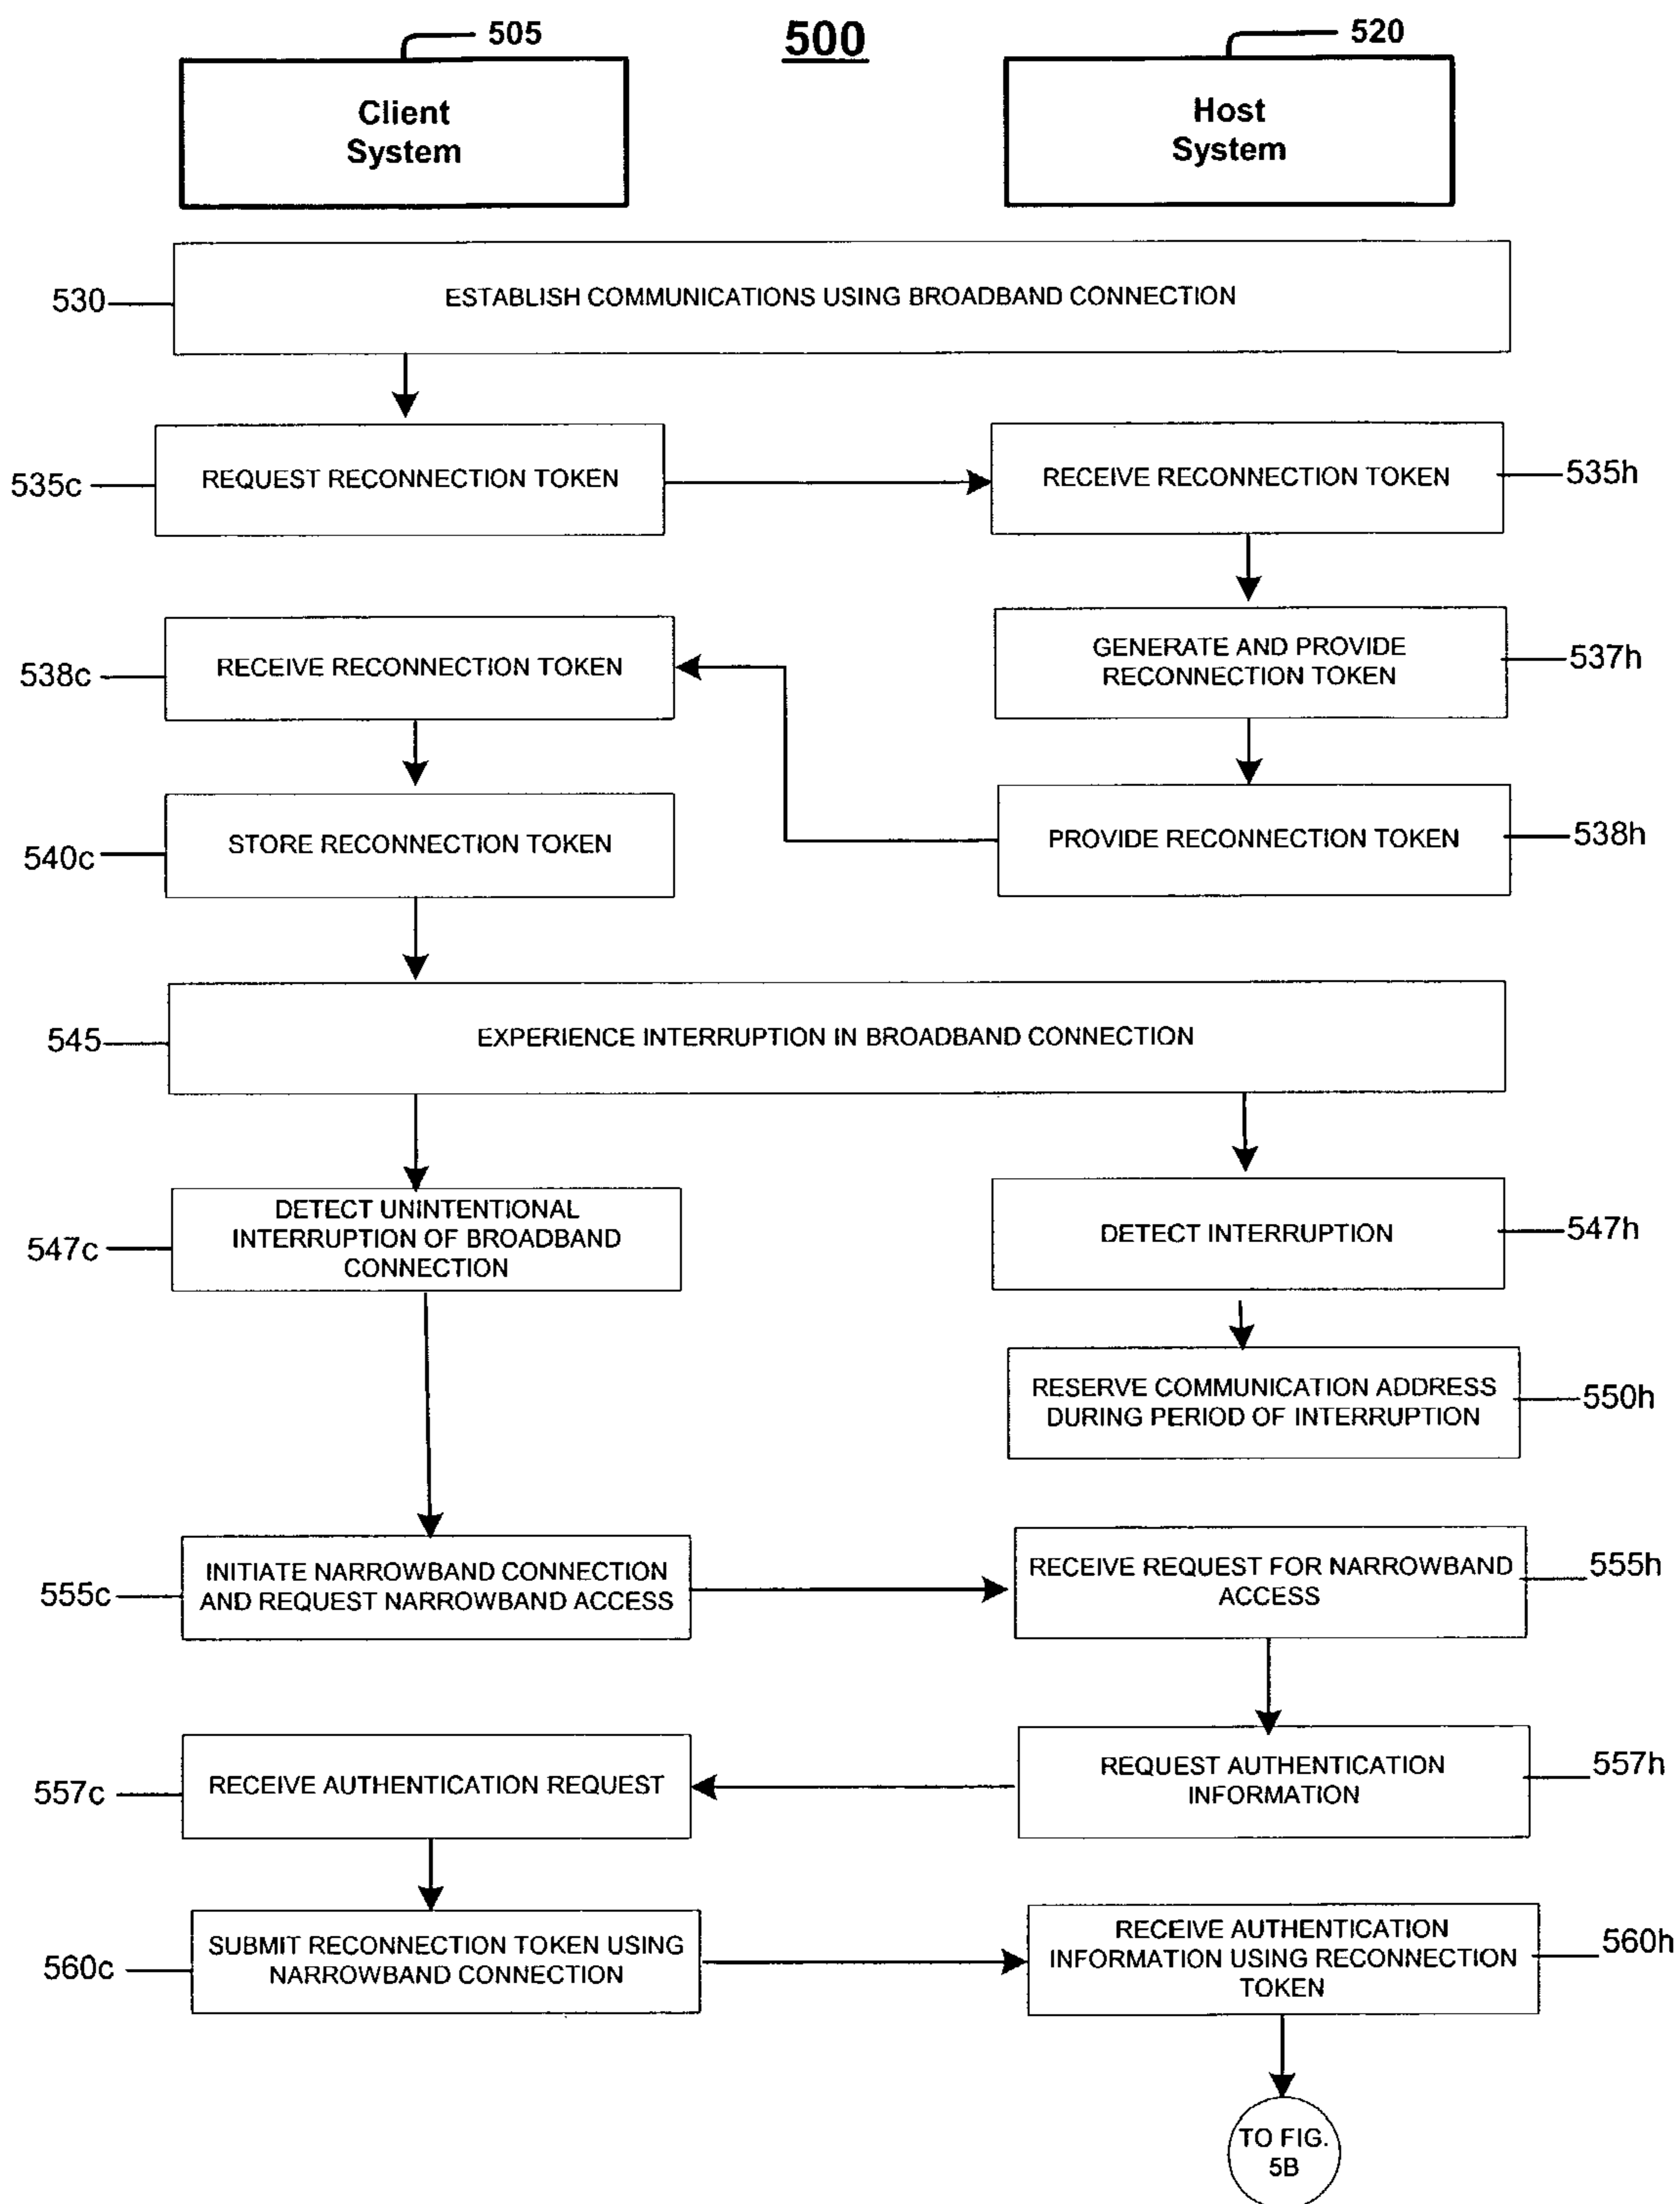 500
505
520
Client
System
Host
System
530
ESTABLISH COMMUNICATIONS USING BROADBAND CONNECTION
535c
REQUEST RECONNECTION TOKEN
RECEIVE RECONNECTION TOKEN
535h
538c
RECEIVE RECONNECTION TOKEN
GENERATE AND PROVIDE
RECONNECTION TOKEN
537h
540c
STORE RECONNECTION TOKEN
PROVIDE RECONNECTION TOKEN
538h
545
EXPERIENCE INTERRUPTION IN BROADBAND CONNECTION
547c
DETECT UNINTENTIONAL
INTERRUPTION OF BROADBAND
CONNECTION
DETECT INTERRUPTION
547h
RESERVE COMMUNICATION ADDRESS
DURING PERIOD OF INTERRUPTION
550h
555c
INITIATE NARROWBAND CONNECTION
AND REQUEST NARROWBAND ACCESS
RECEIVE REQUEST FOR NARROWBAND
ACCESS
555h
557c
RECEIVE AUTHENTICATION REQUEST
REQUEST AUTHENTICATION
INFORMATION
557h
560c
SUBMIT RECONNECTION TOKEN USING
NARROWBAND CONNECTION
RECEIVE AUTHENTICATION
INFORMATION USING RECONNECTION
TOKEN
560h
TO FIG.
5B